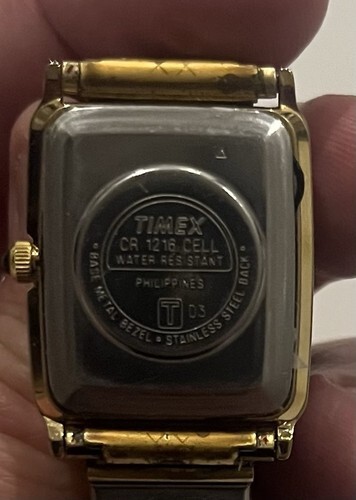 TIMEX
CR 1216 CELL
WATER RESISTANT
PHILIPPINES
T D3
• BASE METAL BEZEL • STAINLESS STEEL BACK •